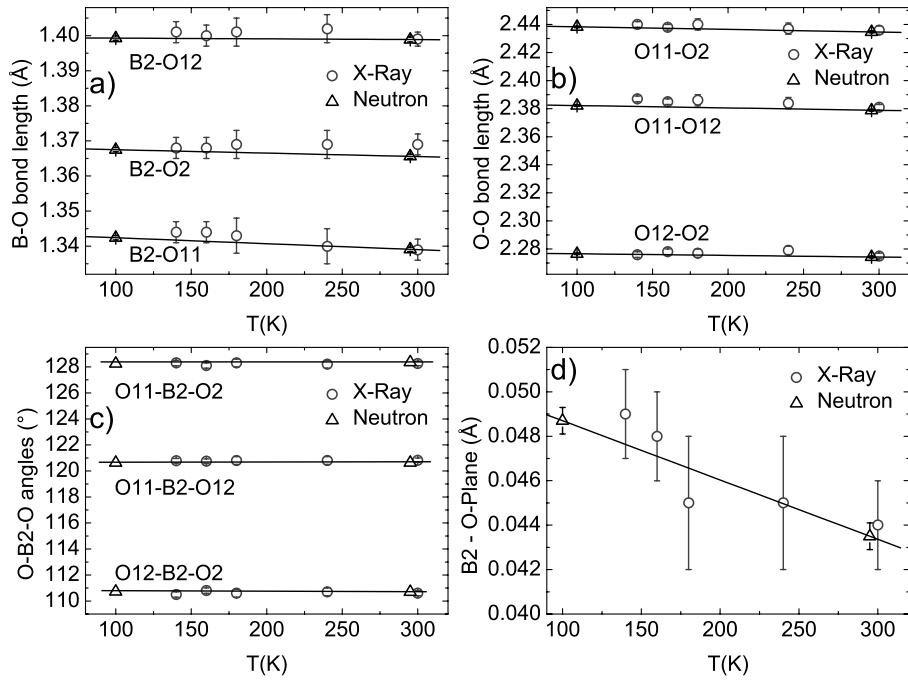 a)
B-O bond length (Å)
1.40
1.39
1.38
1.37
1.36
1.35
1.34
B2-O12
B2-O2
B2-O11
X-Ray
Neutron
100 150 200 250 300
T(K)
b)
O-O bond length (Å)
2.44
2.42
2.40
2.38
2.36
2.34
2.32
2.30
2.28
O11-O2
X-Ray
Neutron
O11-O12
O12-O2
100 150 200 250 300
T(K)
c)
O-B2-O angles (°)
128
126
124
122
120
118
116
114
112
110
O11-B2-O2
X-Ray
Neutron
O11-B2-O12
O12-B2-O2
100 150 200 250 300
T(K)
d)
B2 - O-Plane (Å)
0.052
0.050
0.048
0.046
0.044
0.042
0.040
X-Ray
Neutron
100 150 200 250 300
T(K)